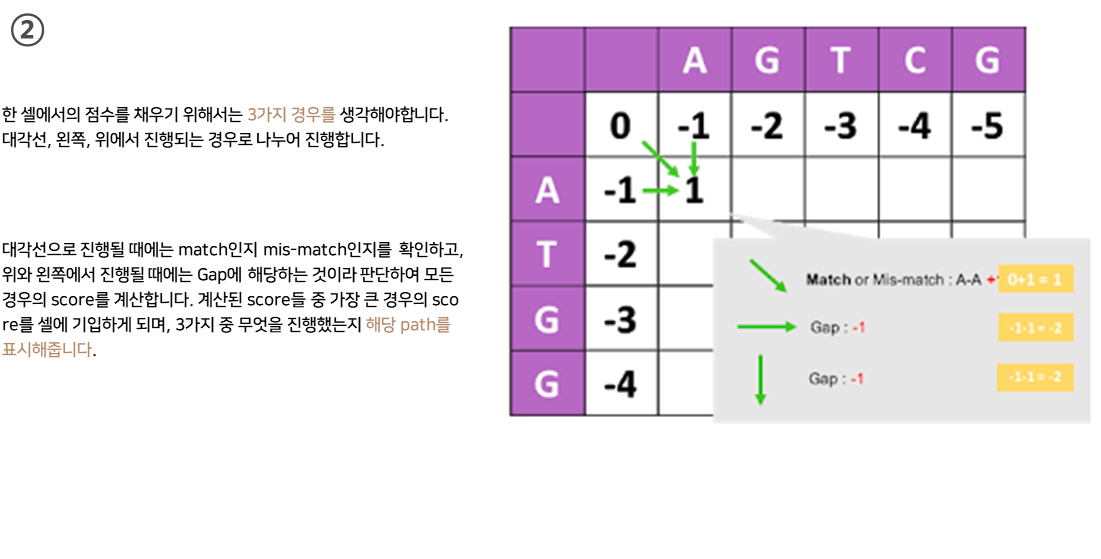 ②
한 셀에서의 점수를 채우기 위해서는 3가지 경우를 생각해야합니다.
대각선, 왼쪽, 위에서 진행되는 경우로 나누어 진행합니다.
대각선으로 진행될 때에는 match인지 mis-match인지를 확인하고,
위와 왼쪽에서 진행될 때에는 Gap에 해당하는 것이라 판단하여 모든
경우의 score를 계산합니다. 계산된 score들 중 가장 큰 경우의 sco
re를 셀에 기입하게 되며, 3가지 중 무엇을 진행했는지 해당 path를
표시해줍니다.
A G T C G
0 -1 -2 -3 -4 -5
A -1 1
T -2
G -3
G -4
Match or Mis-match : A-A + 0+1 = 1
Gap : -1 -1-1 = -2
Gap : -1 -1-1 = -2